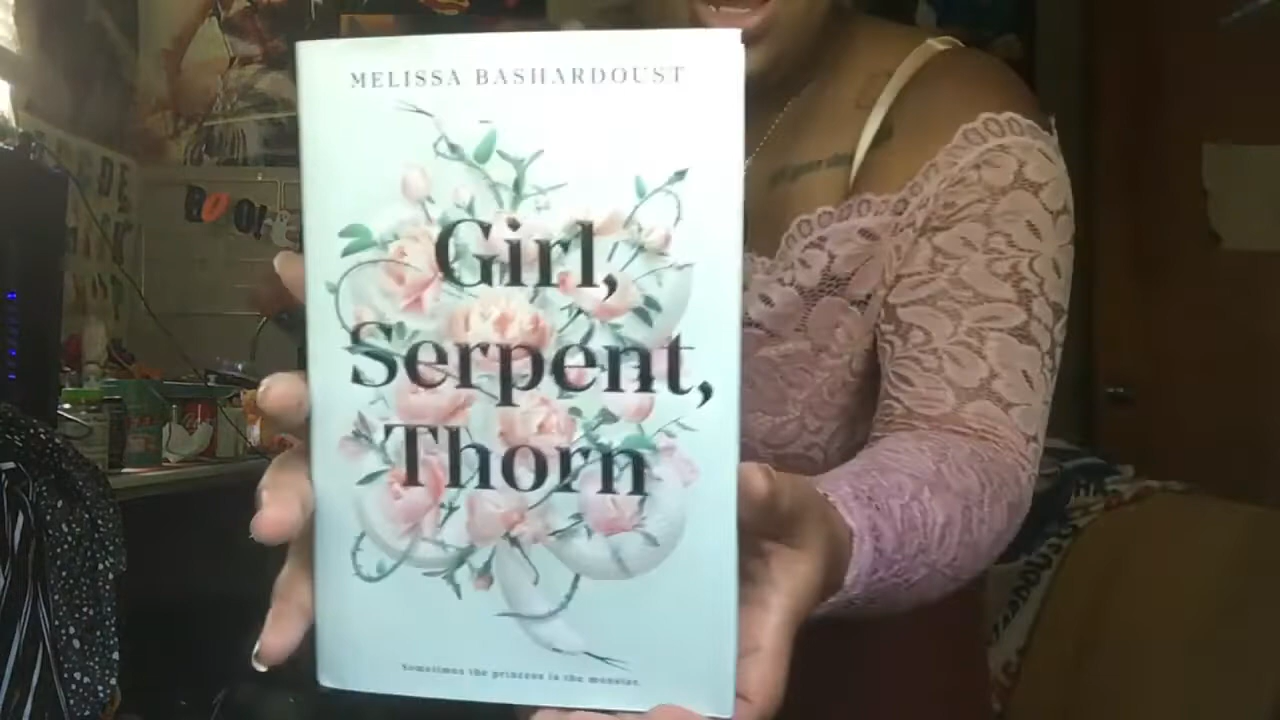 MELISSA BASHARDOUST
Girl,
Serpent,
Thorn
Sometimes the princess is the monster.